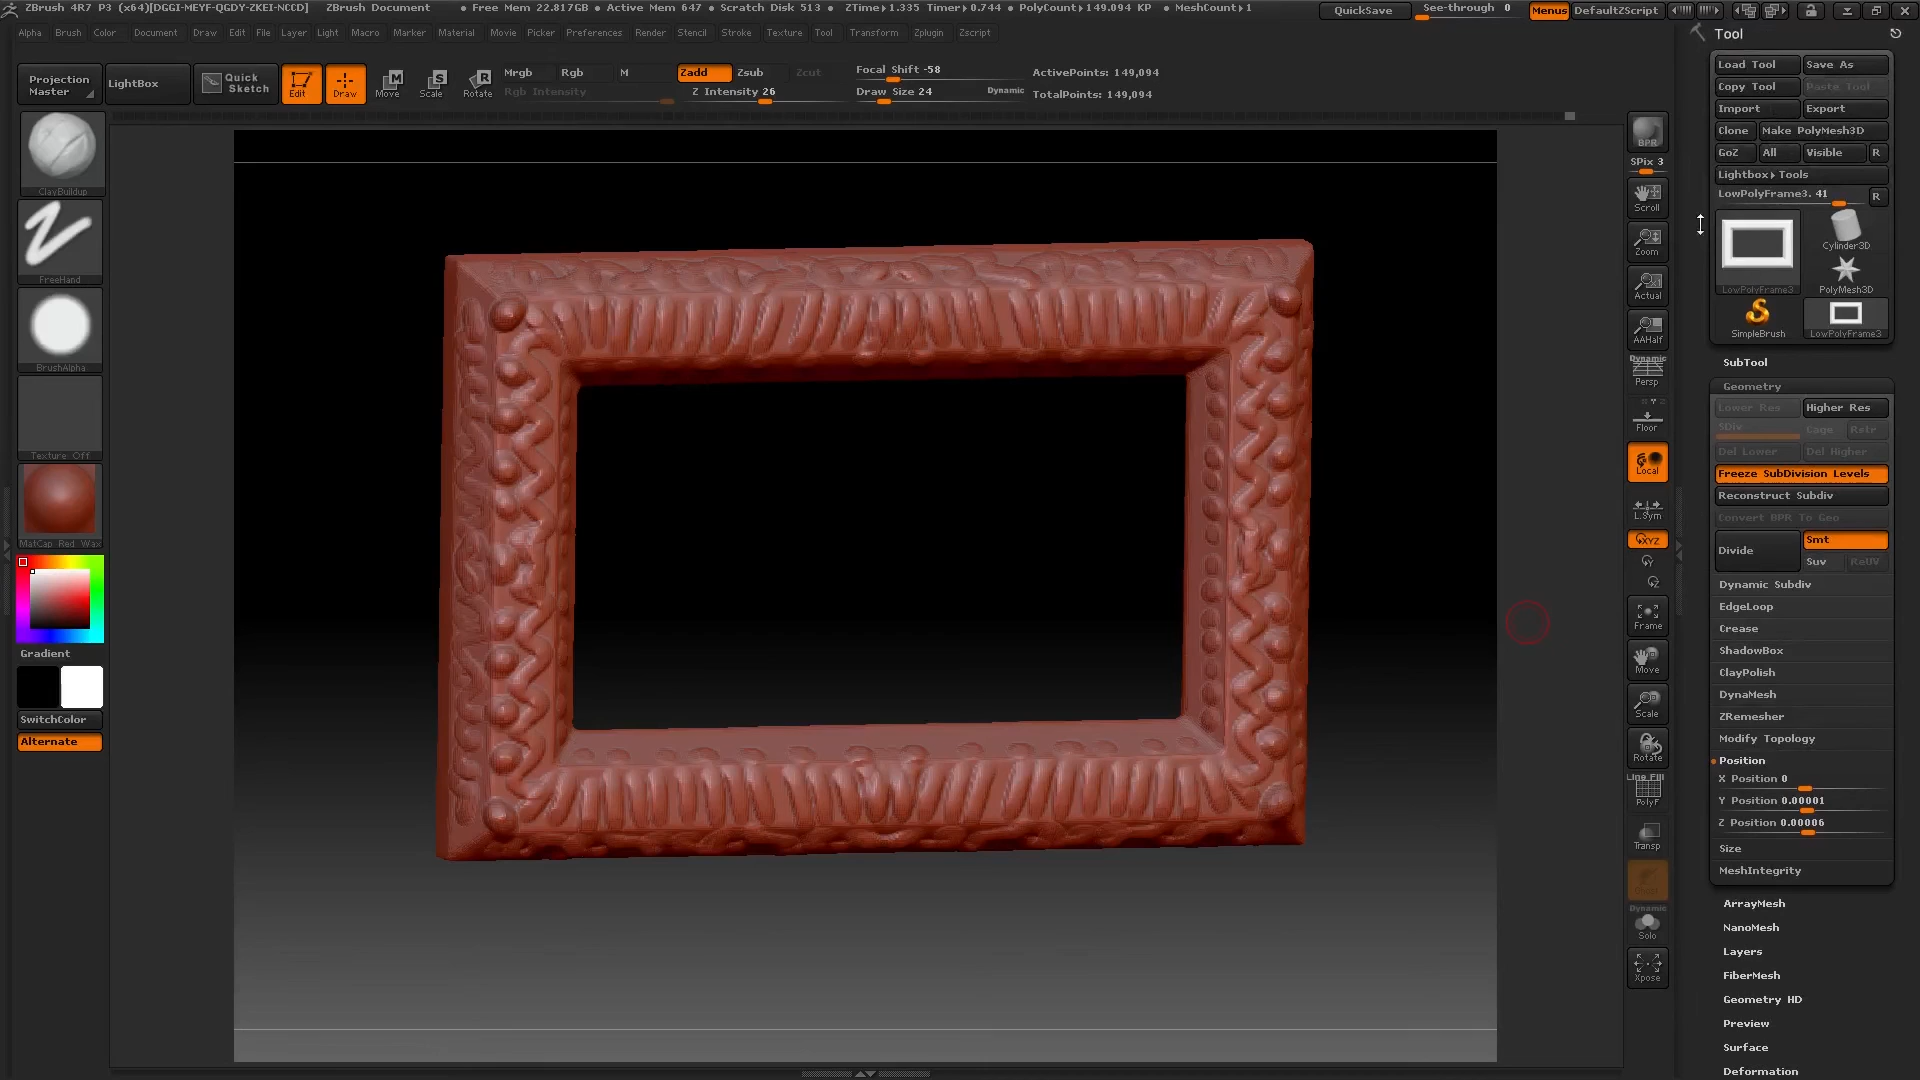 ZBrush 4R7 P3 (x64)[DGGI-MEYF-QGDY-ZKEI-NCCD] ZBrush Document • Free Mem 22.817GB • Active Mem 647 • Scratch Disk 513 • ZTime▸1.335 Timer▸0.744 • PolyCount▸149.094 KP • MeshCount▸1 QuickSave See-through 0 Menus DefaultZScript
Alpha Brush Color Document Draw Edit File Layer Light Macro Marker Material Movie Picker Preferences Render Stencil Stroke Texture Tool Transform Zplugin Zscript
Tool
Projection Master
LightBox
Quick Sketch
Edit
Draw
Move
Scale
Rotate
Mrgb Rgb M
Rgb Intensity
Zadd Zsub Zcut
Z Intensity 26
Focal Shift -58
Draw Size 24 Dynamic
ActivePoints: 149,094
TotalPoints: 149,094
ClayBuildup
FreeHand
BrushAlpha
Texture Off
MatCap Red Wax
Gradient
SwitchColor
Alternate
BPR
SPix 3
Scroll
Zoom
Actual
AAHalf
Dynamic
Persp
Floor
Local
L.Sym
XYZ
Y
Z
Frame
Move
Scale
Rotate
Line Fill
PolyF
Transp
Ghost
Dynamic
Solo
Xpose
Load Tool Save As
Copy Tool Paste Tool
Import Export
Clone Make PolyMesh3D
GoZ All Visible R
Lightbox▸Tools
LowPolyFrame3. 41 R
LowPolyFrame3
Cylinder3D
PolyMesh3D
SimpleBrush
LowPolyFrame3
SubTool
Geometry
Lower Res Higher Res
SDiv Cage Rstr
Del Lower Del Higher
Freeze SubDivision Levels
Reconstruct Subdiv
Convert BPR To Geo
Divide Smt
Suv ReUV
Dynamic Subdiv
EdgeLoop
Crease
ShadowBox
ClayPolish
DynaMesh
ZRemesher
Modify Topology
Position
X Position 0
Y Position 0.00001
Z Position 0.00006
Size
MeshIntegrity
ArrayMesh
NanoMesh
Layers
FiberMesh
Geometry HD
Preview
Surface
Deformation